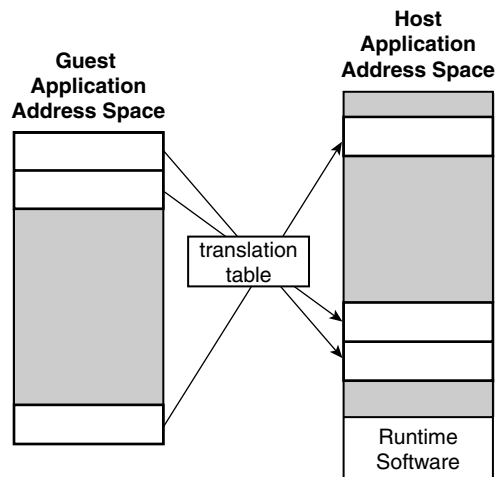 Guest
Application
Address Space
Host
Application
Address Space
translation
table
Runtime
Software